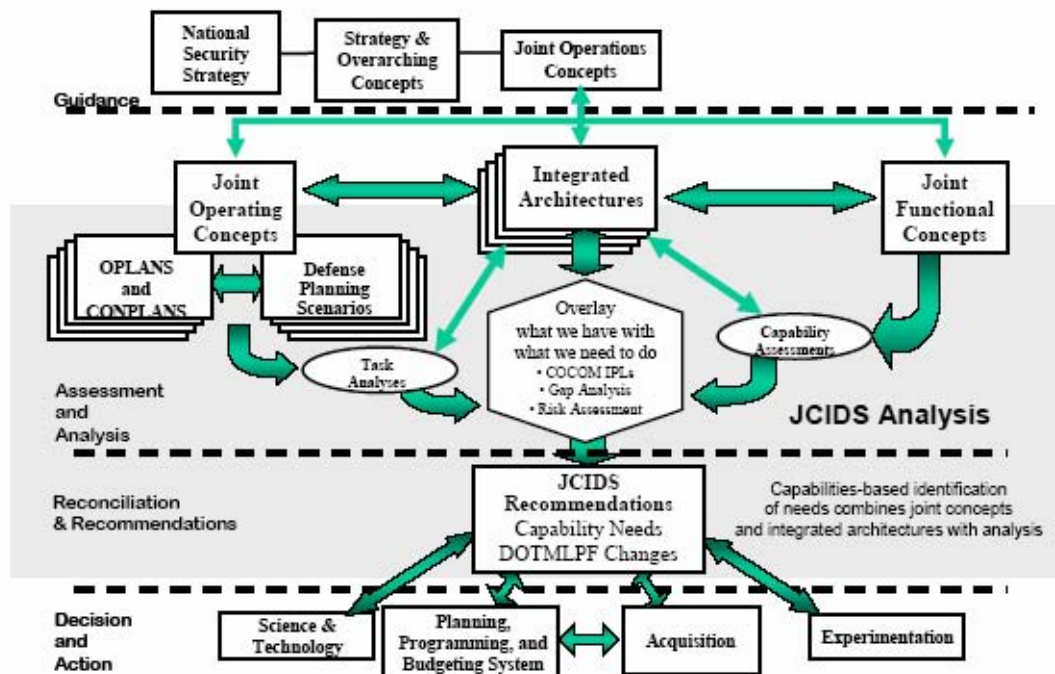 National
Security
Strategy
Strategy &
Overarching
Concepts
Joint Operations
Concepts
Guidance
Joint
Operating
Concepts
Integrated
Architectures
Joint
Functional
Concepts
OPLANS
and
CONPLANS
Defense
Planning
Scenarios
Overlay
what we have with
what we need to do
• COCOM IPLs
• Gap Analysis
• Risk Assessment
Task
Analyses
Capability
Assessments
Assessment
and
Analysis
JCIDS Analysis
Reconciliation
& Recommendations
JCIDS
Recommendations
Capability Needs
DOTMLPF Changes
Capabilities-based identification
of needs combines joint concepts
and integrated architectures with analysis
Decision
and
Action
Science &
Technology
Planning,
Programming, and
Budgeting System
Acquisition
Experimentation